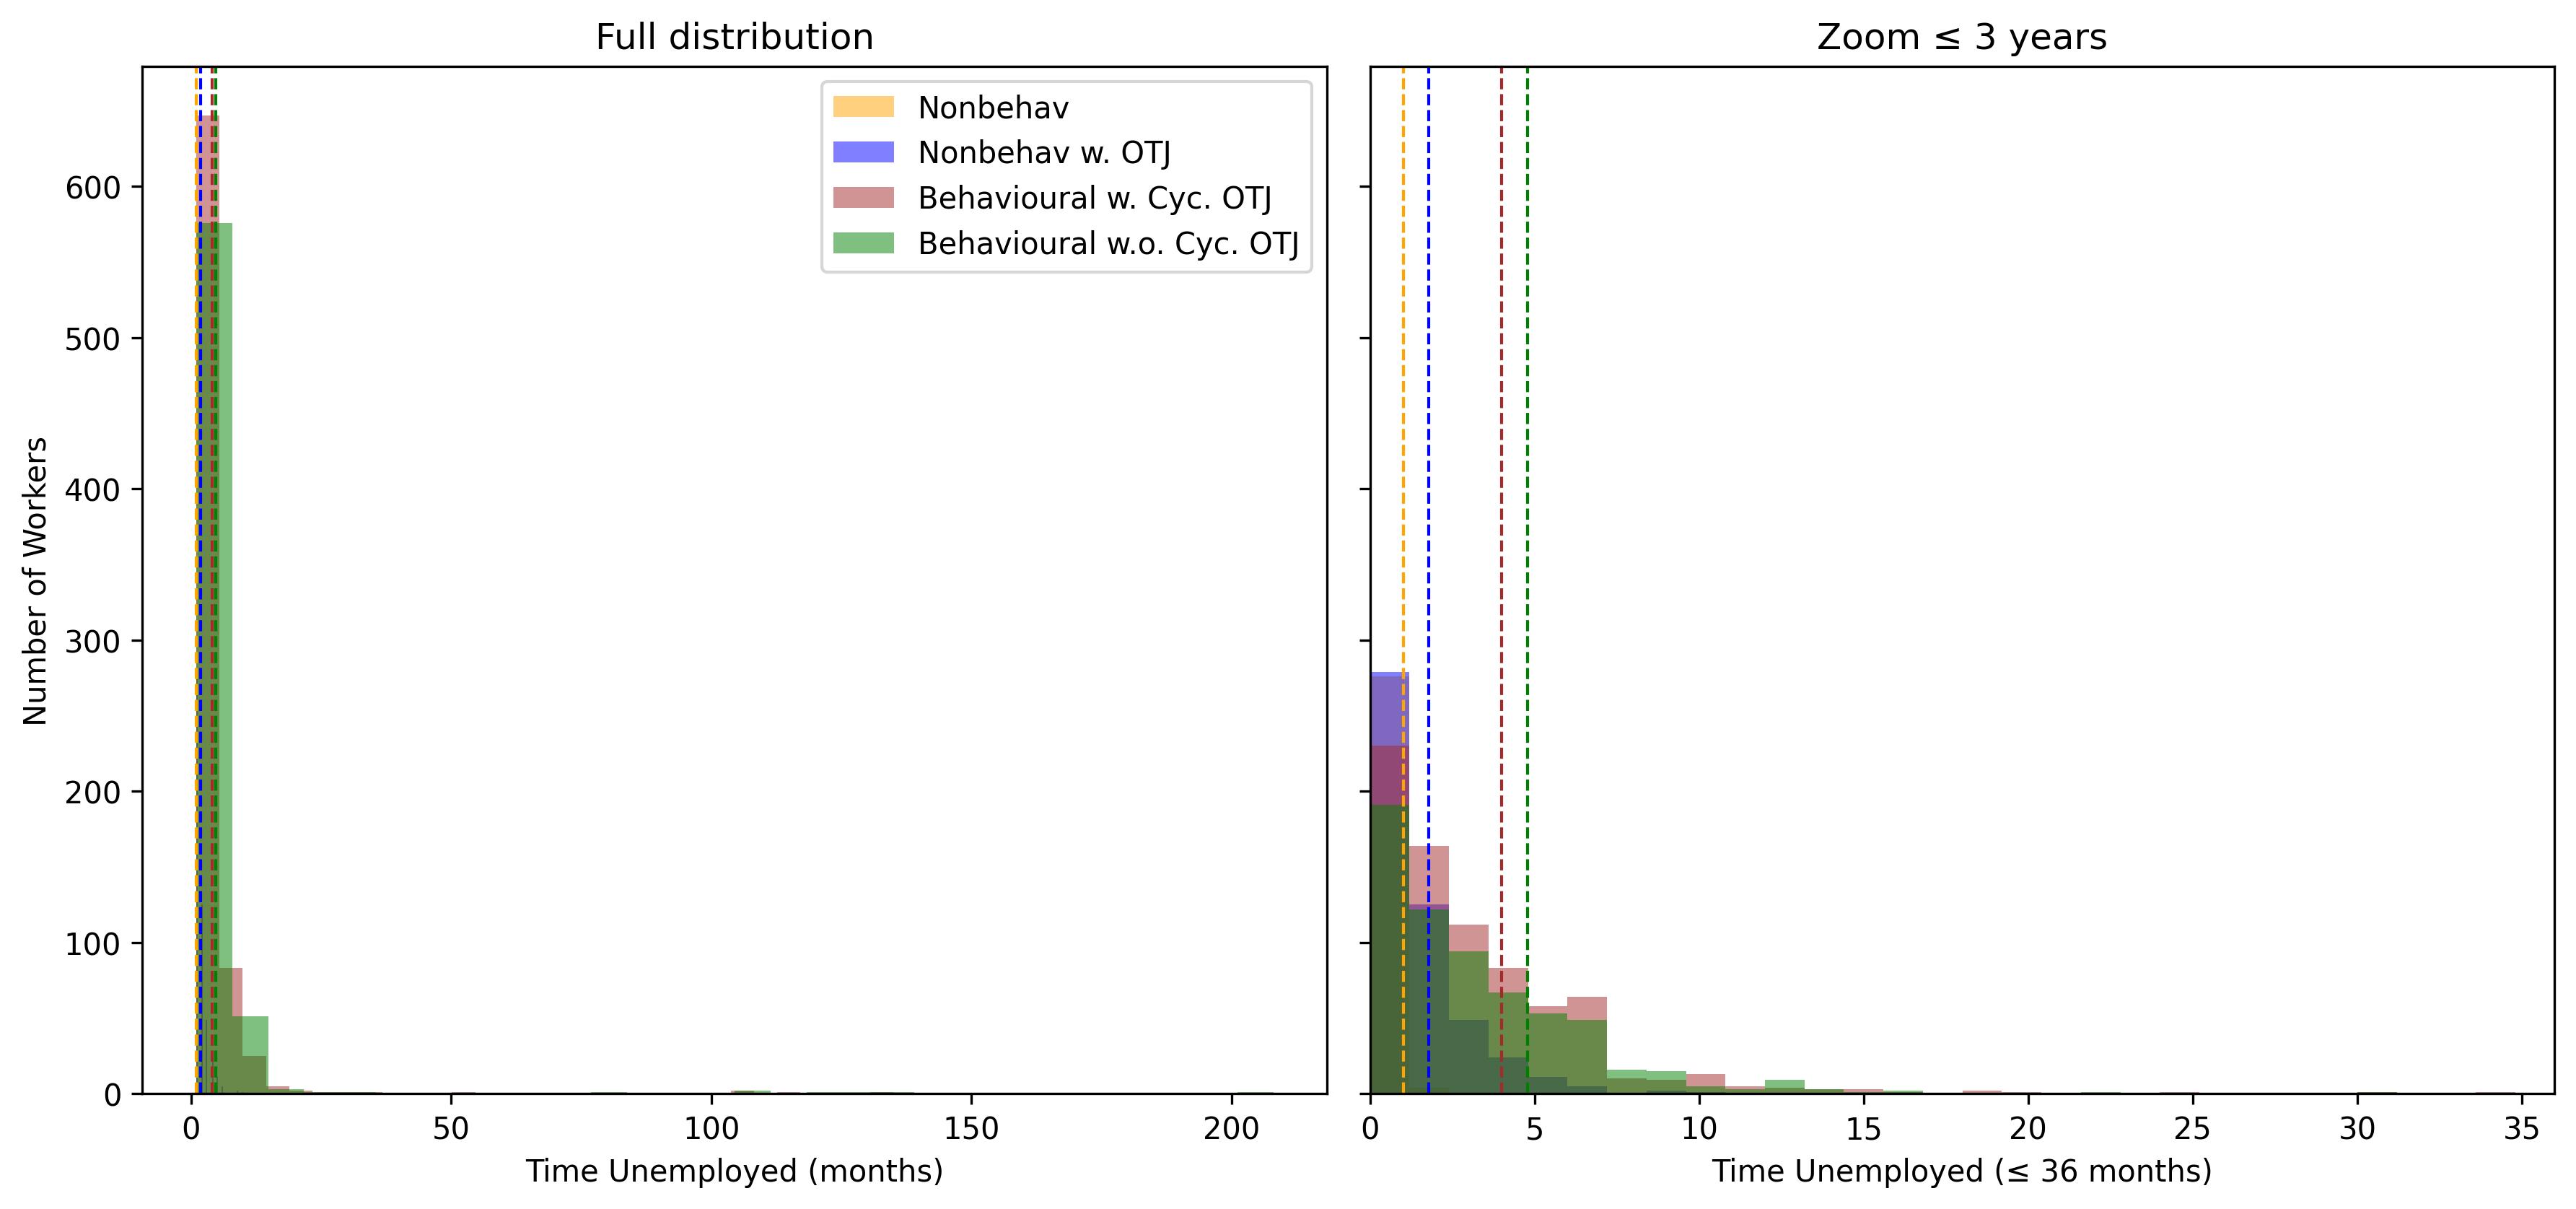 Full distribution
Zoom ≤ 3 years
Nonbehav
Nonbehav w. OTJ
Behavioural w. Cyc. OTJ
Behavioural w.o. Cyc. OTJ
Number of Workers
600
500
400
300
200
100
0
0 50 100 150 200
0 5 10 15 20 25 30 35
Time Unemployed (months)
Time Unemployed (≤ 36 months)